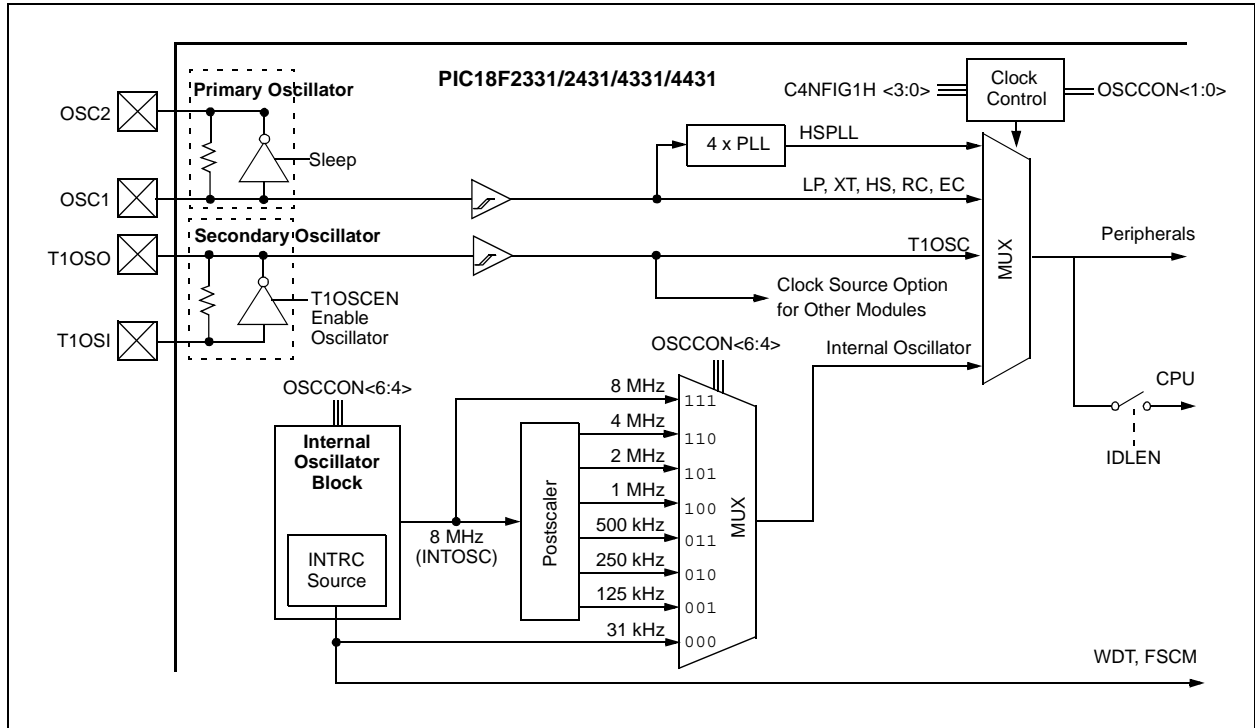 PIC18F2331/2431/4331/4431
Primary Oscillator
OSC2
Sleep
OSC1
C4NFIG1H <3:0>
Clock
Control
OSCCON<1:0>
4 x PLL
HSPLL
LP, XT, HS, RC, EC
Secondary Oscillator
T1OSO
T1OSCEN
Enable
Oscillator
T1OSI
T1OSC
Clock Source Option
for Other Modules
MUX
Peripherals
Internal Oscillator
CPU
IDLEN
OSCCON<6:4>
OSCCON<6:4>
Internal
Oscillator
Block
INTRC
Source
8 MHz
(INTOSC)
Postscaler
8 MHz
111
4 MHz
110
2 MHz
101
1 MHz
100
500 kHz
011
250 kHz
010
125 kHz
001
31 kHz
000
MUX
WDT, FSCM